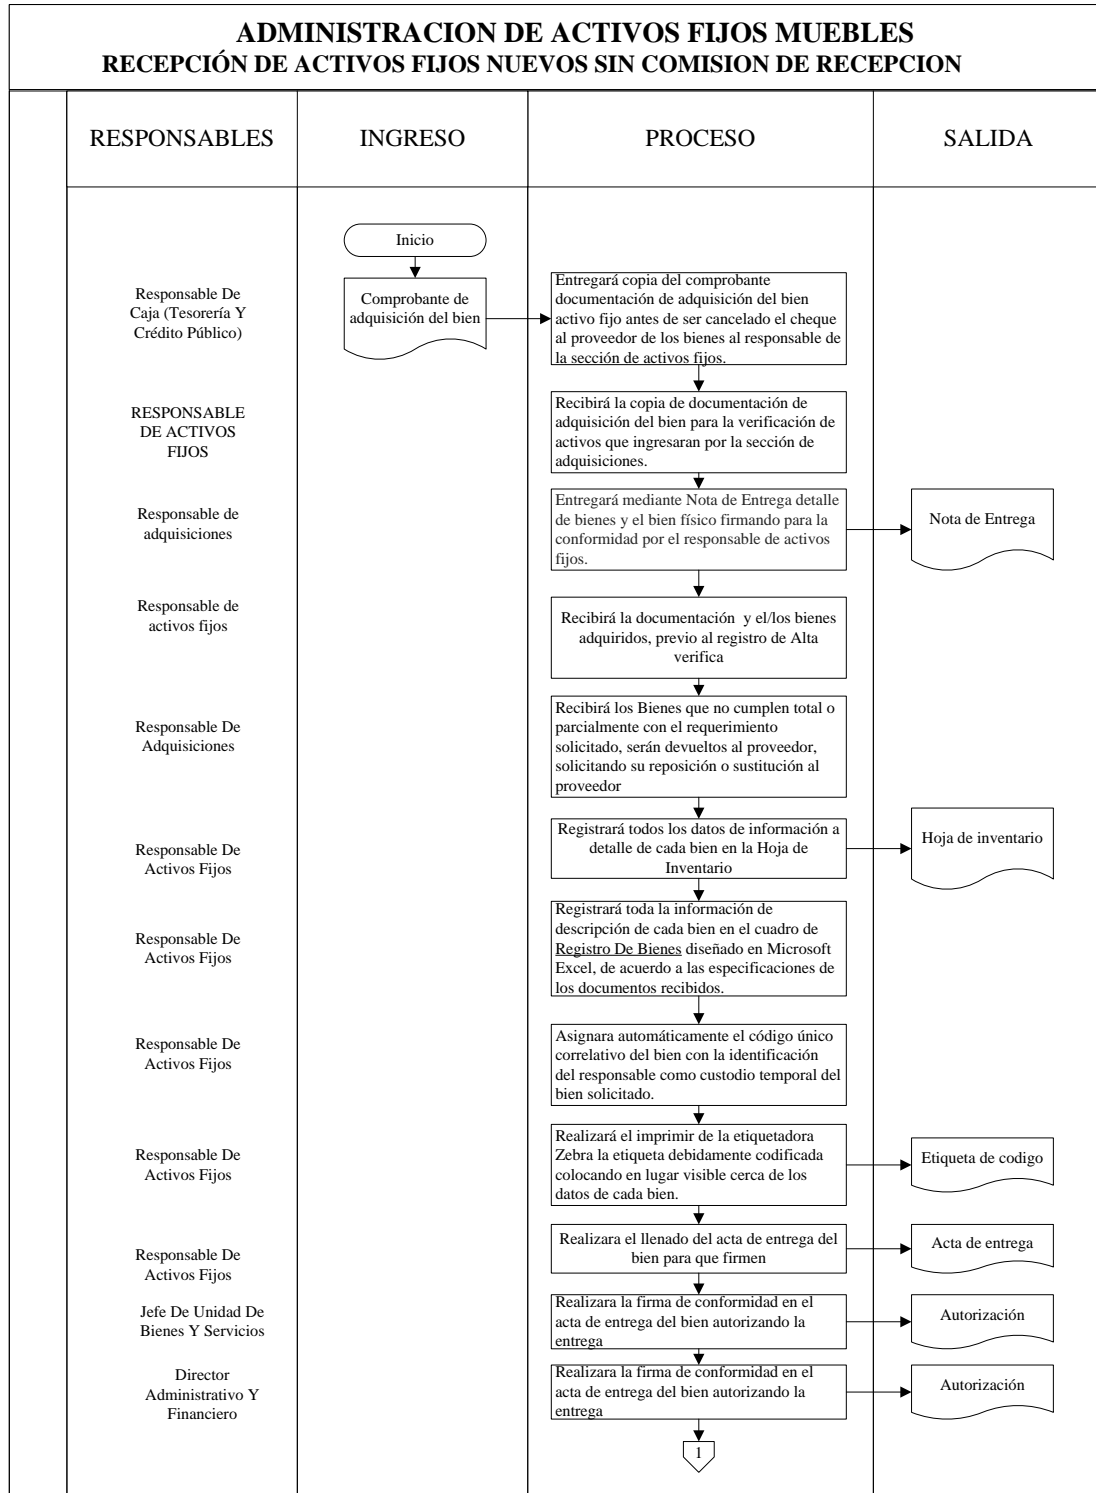 ADMINISTRACION DE ACTIVOS FIJOS MUEBLES
RECEPCIÓN DE ACTIVOS FIJOS NUEVOS SIN COMISION DE RECEPCION
RESPONSABLES
INGRESO
PROCESO
SALIDA
Inicio
Responsable De
Caja (Tesorería Y
Crédito Público)
Comprobante de
adquisición del bien
Entregará copia del comprobante
documentación de adquisición del bien
activo fijo antes de ser cancelado el cheque
al proveedor de los bienes al responsable de
la sección de activos fijos.
RESPONSABLE
DE ACTIVOS
FIJOS
Recibirá la copia de documentación de
adquisición del bien para la verificación de
activos que ingresaran por la sección de
adquisiciones.
Responsable de
adquisiciones
Entregará mediante Nota de Entrega detalle
de bienes y el bien físico firmando para la
conformidad por el responsable de activos
fijos.
Nota de Entrega
Responsable de
activos fijos
Recibirá la documentación y el/los bienes
adquiridos, previo al registro de Alta
verifica
Responsable De
Adquisiciones
Recibirá los Bienes que no cumplen total o
parcialmente con el requerimiento
solicitado, serán devueltos al proveedor,
solicitando su reposición o sustitución al
proveedor
Responsable De
Activos Fijos
Registrará todos los datos de información a
detalle de cada bien en la Hoja de
Inventario
Hoja de inventario
Responsable De
Activos Fijos
Registrará toda la información de
descripción de cada bien en el cuadro de
Registro De Bienes diseñado en Microsoft
Excel, de acuerdo a las especificaciones de
los documentos recibidos.
Responsable De
Activos Fijos
Asignara automáticamente el código único
correlativo del bien con la identificación
del responsable como custodio temporal del
bien solicitado.
Responsable De
Activos Fijos
Realizará el imprimir de la etiquetadora
Zebra la etiqueta debidamente codificada
colocando en lugar visible cerca de los
datos de cada bien.
Etiqueta de codigo
Responsable De
Activos Fijos
Realizara el llenado del acta de entrega del
bien para que firmen
Acta de entrega
Jefe De Unidad De
Bienes Y Servicios
Realizara la firma de conformidad en el
acta de entrega del bien autorizando la
entrega
Autorización
Director
Administrativo Y
Financiero
Realizara la firma de conformidad en el
acta de entrega del bien autorizando la
entrega
Autorización
1